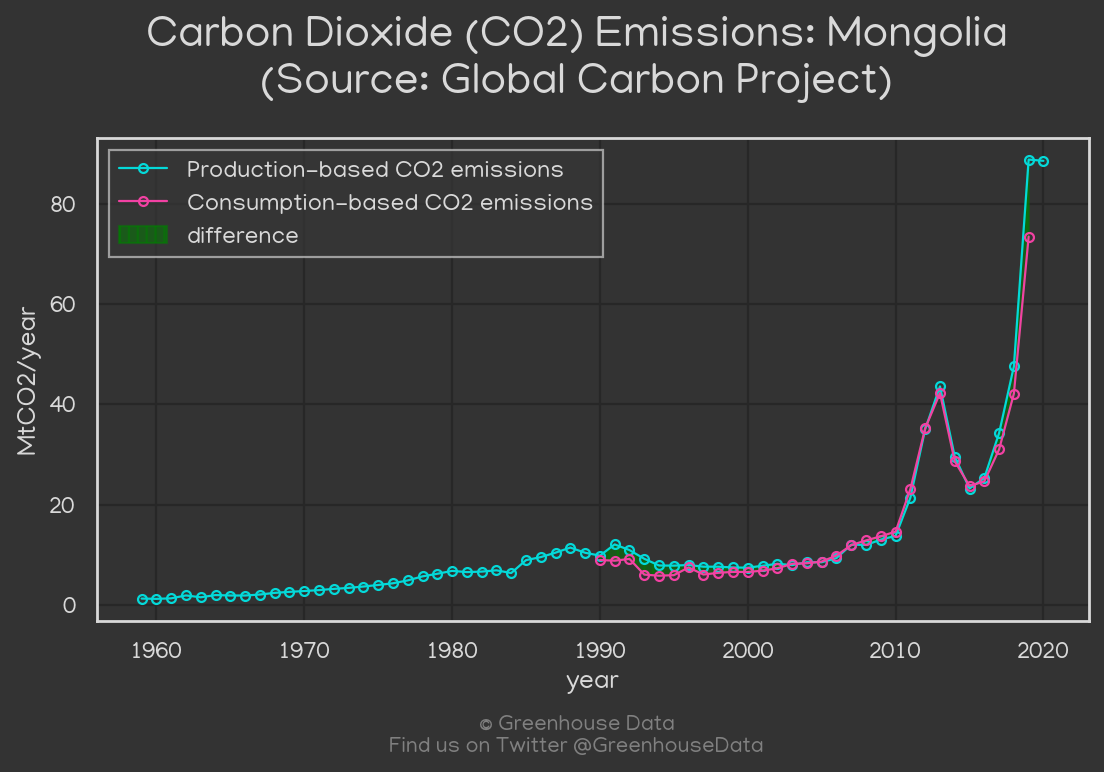 Carbon Dioxide (CO2) Emissions: Mongolia
(Source: Global Carbon Project)
Production-based CO2 emissions
Consumption-based CO2 emissions
difference
80
60
40
20
0
MtCO2/year
1960 1970 1980 1990 2000 2010 2020
year
© Greenhouse Data
Find us on Twitter @GreenhouseData